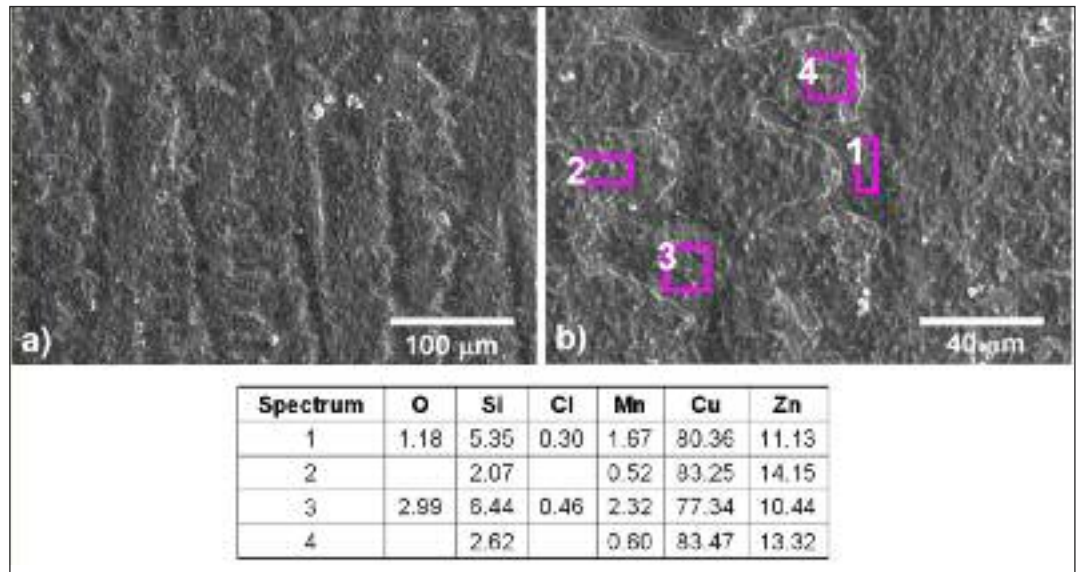 a)
100 µm
b)
40 µm
4
1
2
3
Spectrum O Si Cl Mn Cu Zn
1 1.18 5.35 0.30 1.67 80.36 11.13
2 2.07 0.52 83.25 14.15
3 2.99 6.44 0.46 2.32 77.34 10.44
4 2.62 0.60 83.47 13.32